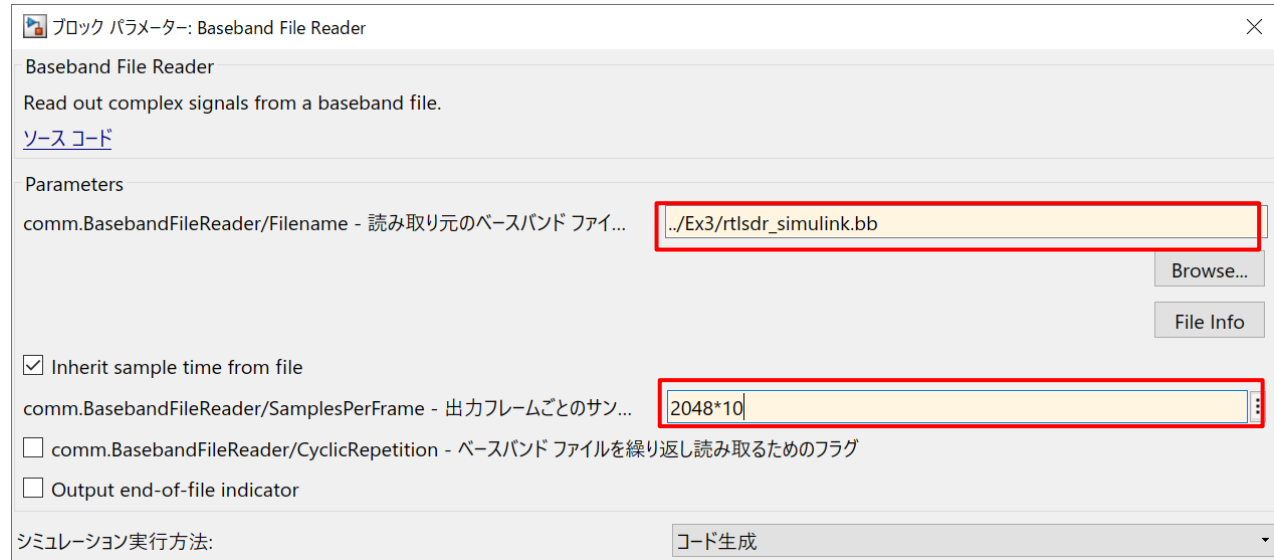 ブロック パラメーター: Baseband File Reader
Baseband File Reader
Read out complex signals from a baseband file.
ソース コード
Parameters
comm.BasebandFileReader/Filename - 読み取り元のベースバンド ファイ... ../Ex3/rtlsdr_simulink.bb
Browse...
File Info
Inherit sample time from file
comm.BasebandFileReader/SamplesPerFrame - 出力フレームごとのサン... 2048*10
comm.BasebandFileReader/CyclicRepetition - ベースバンド ファイルを繰り返し読み取るためのフラグ
Output end-of-file indicator
シミュレーション実行方法: コード生成